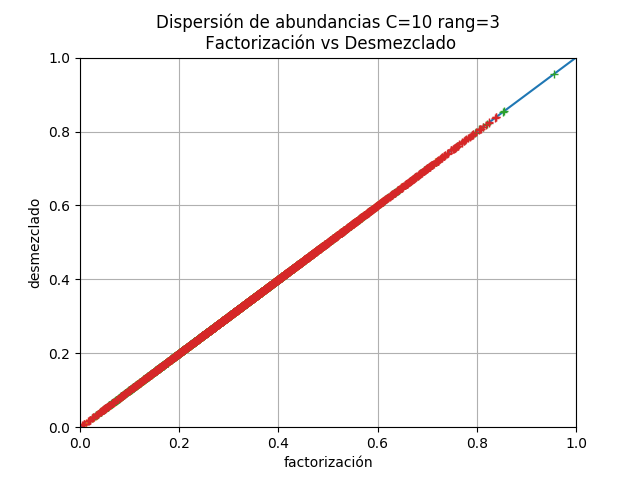 Dispersión de abundancias C=10 rang=3
Factorización vs Desmezclado
1.0
0.8
0.6
0.4
0.2
0.0
desmezclado
0.0 0.2 0.4 0.6 0.8 1.0
factorización